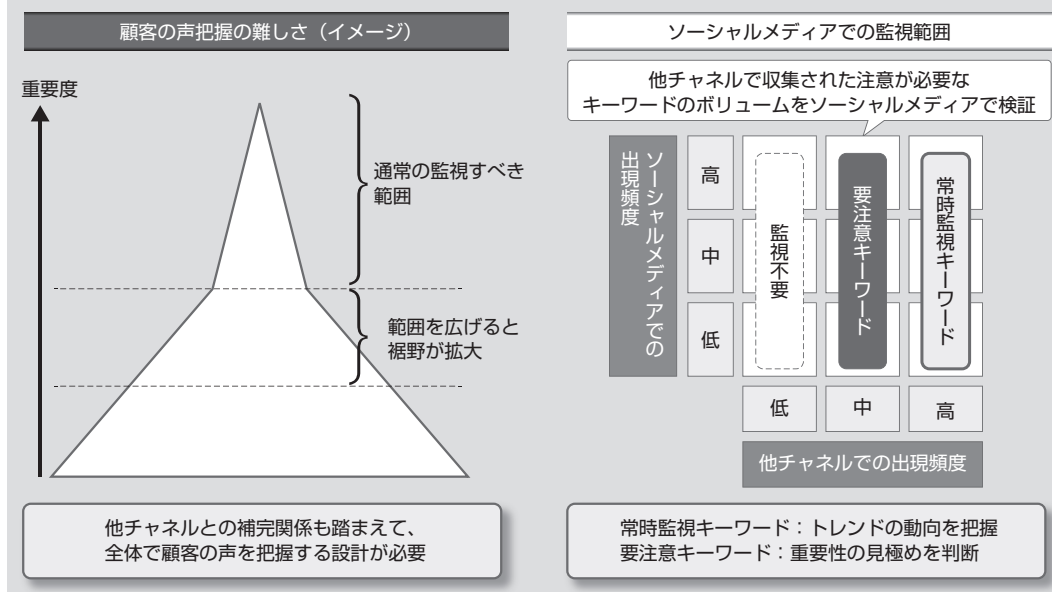 顧客の声把握の難しさ（イメージ）
重要度
通常の監視すべき
範囲
範囲を広げると
裾野が拡大
他チャネルとの補完関係も踏まえて、
全体で顧客の声を把握する設計が必要
ソーシャルメディアでの監視範囲
他チャネルで収集された注意が必要な
キーワードのボリュームをソーシャルメディアで検証
ソーシャルメディアでの
出現頻度
高
中
低
監視不要
要注意キーワード
常時監視キーワード
低
中
高
他チャネルでの出現頻度
常時監視キーワード：トレンドの動向を把握
要注意キーワード：重要性の見極めを判断